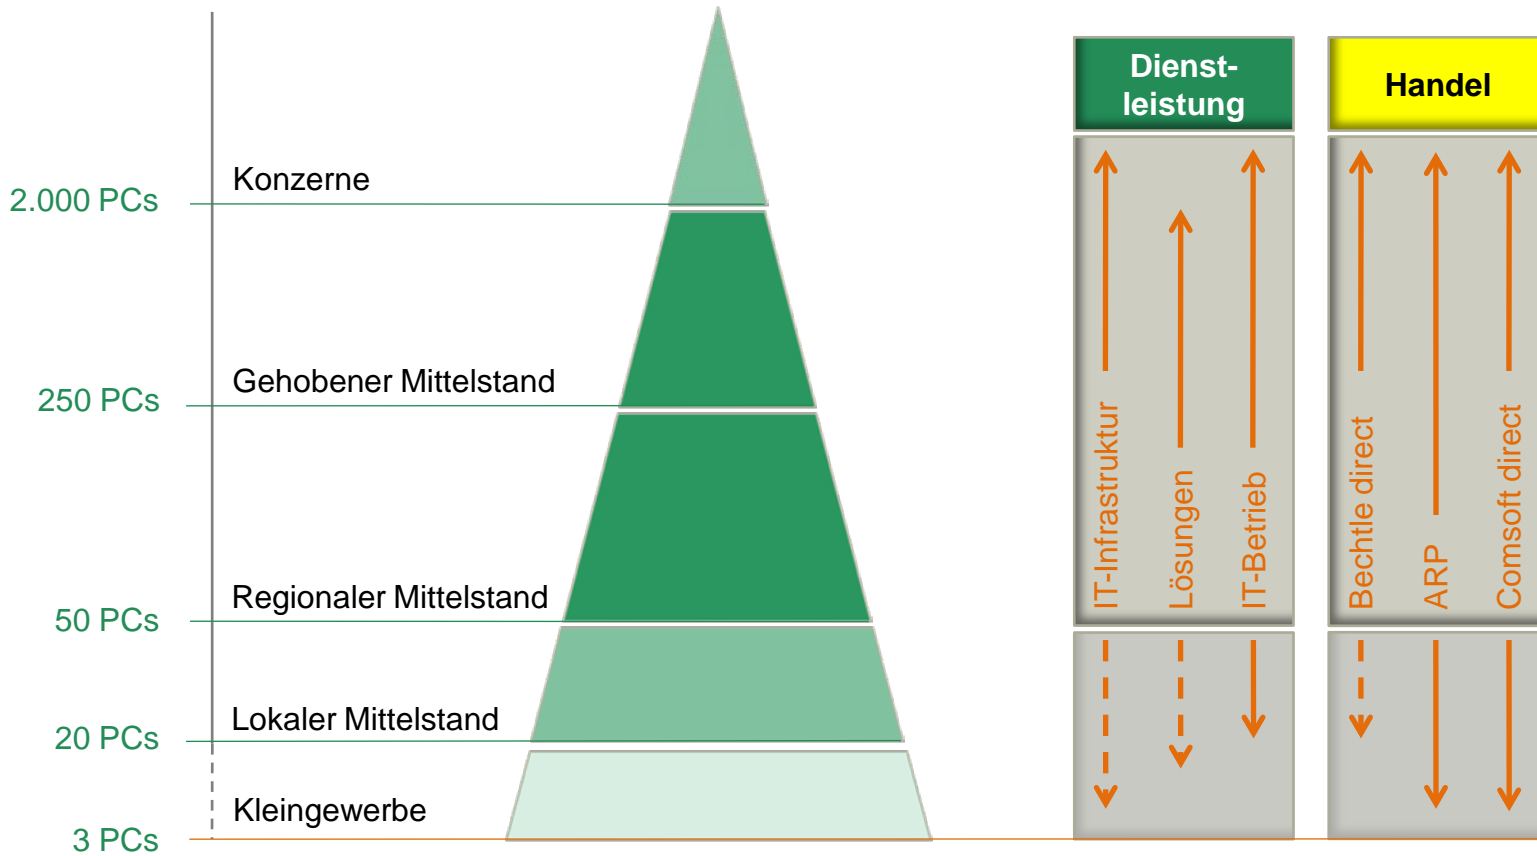 Dienst-
leistung
Handel
Konzerne
2.000 PCs
Gehobener Mittelstand
250 PCs
Regionaler Mittelstand
50 PCs
Lokaler Mittelstand
20 PCs
Kleingewerbe
3 PCs
IT-Infrastruktur
Lösungen
IT-Betrieb
Bechtle direct
ARP
Comsoft direct